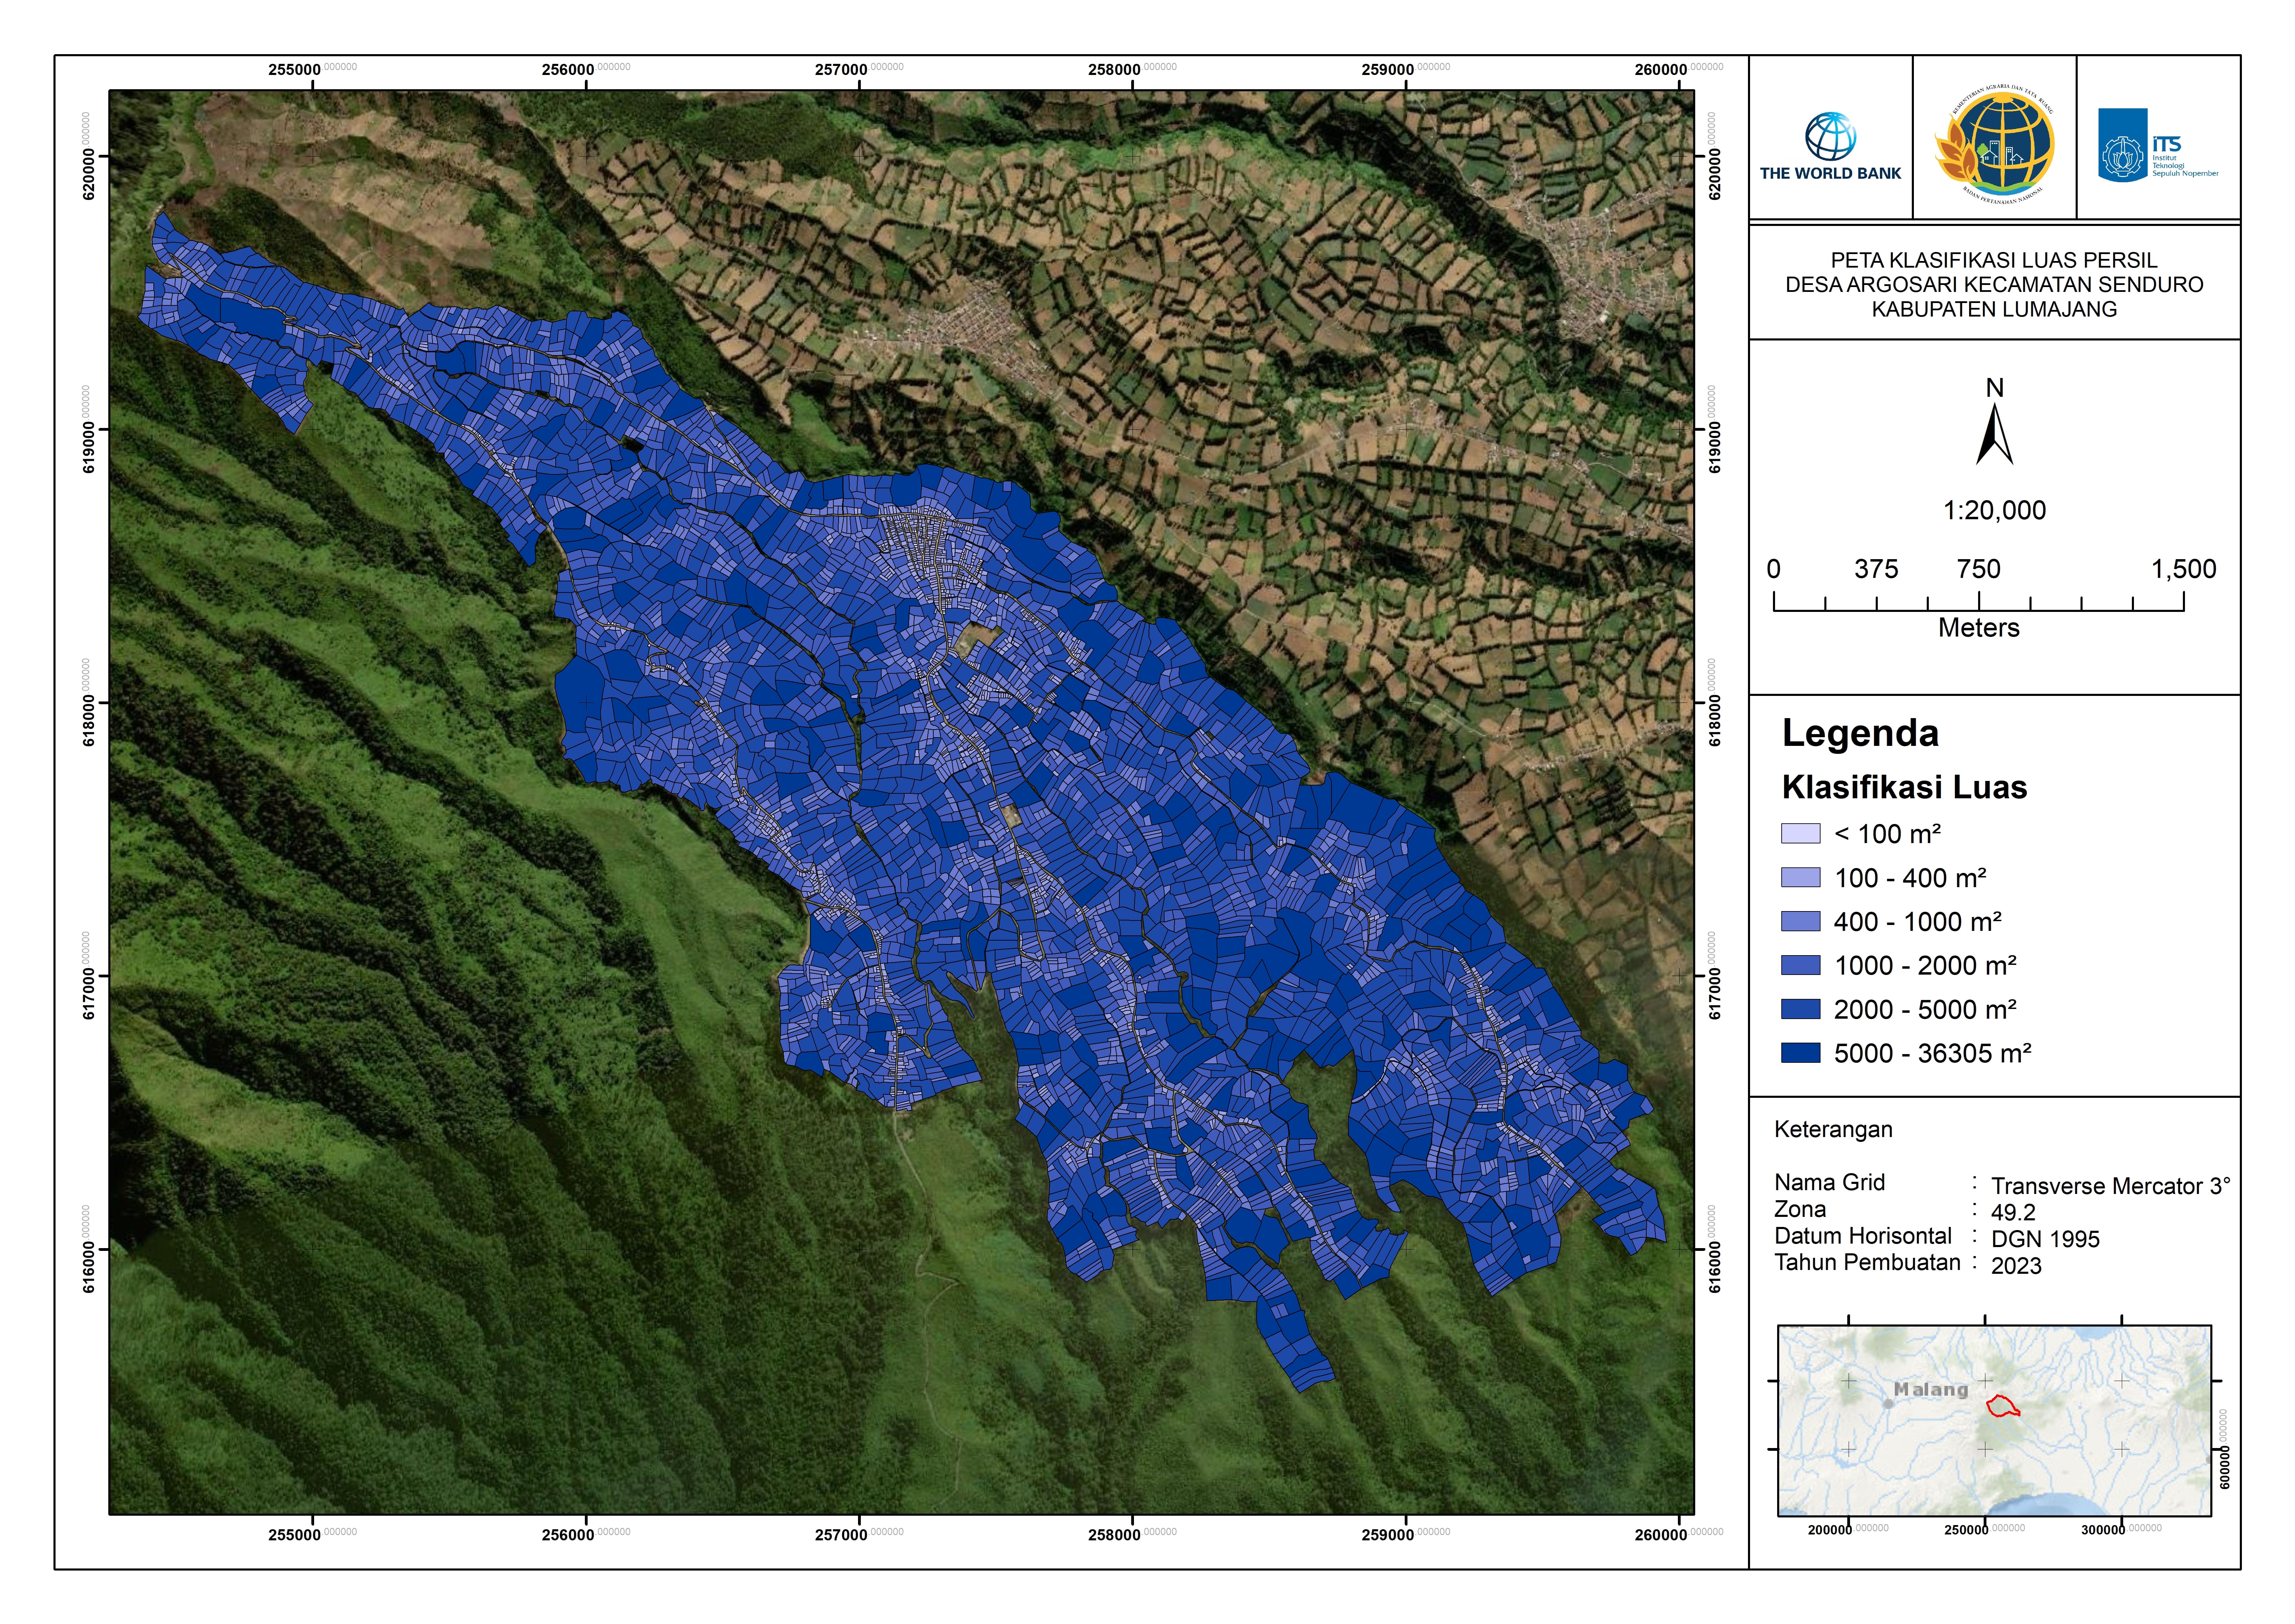 255000.000000 256000.000000 257000.000000 258000.000000 259000.000000 260000.000000
620000.000000
619000.000000
618000.000000
617000.000000
616000.000000
620000.000000
619000.000000
618000.000000
617000.000000
616000.000000
255000.000000 256000.000000 257000.000000 258000.000000 259000.000000 260000.000000
THE WORLD BANK
KEMENTERIAN AGRARIA DAN TATA RUANG
BADAN PERTANAHAN NASIONAL
ITS
Institut
Teknologi
Sepuluh Nopember
PETA KLASIFIKASI LUAS PERSIL
DESA ARGOSARI KECAMATAN SENDURO
KABUPATEN LUMAJANG
N
1:20,000
0 375 750 1,500
Meters
Legenda
Klasifikasi Luas
< 100 m²
100 - 400 m²
400 - 1000 m²
1000 - 2000 m²
2000 - 5000 m²
5000 - 36305 m²
Keterangan
Nama Grid : Transverse Mercator 3°
Zona : 49.2
Datum Horisontal : DGN 1995
Tahun Pembuatan : 2023
Malang
600000.000000
200000.000000 250000.000000 300000.000000